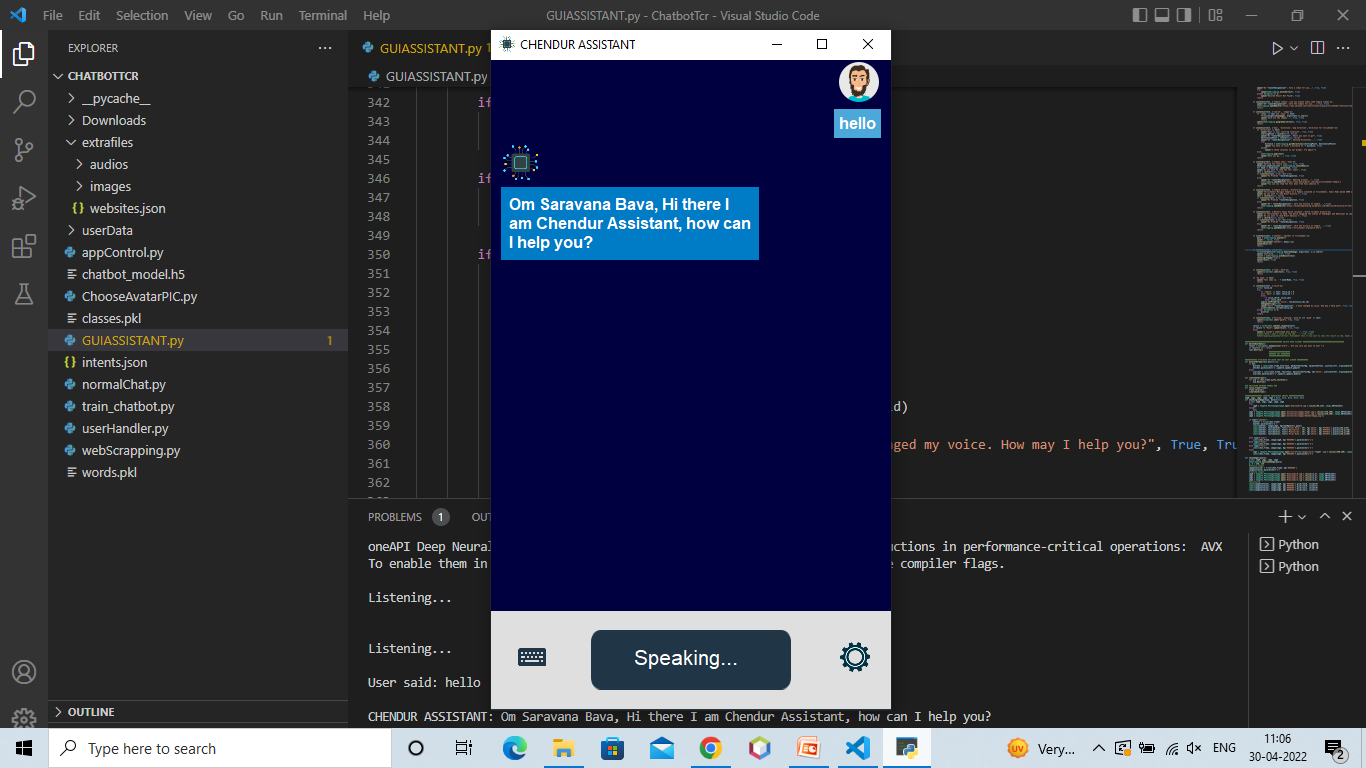 File Edit Selection View Go Run Terminal Help
GUIASSISTANT.py - ChatbotTcr - Visual Studio Code
EXPLORER
CHATBOTTCR
__pycache__
Downloads
extrafiles
audios
images
websites.json
userData
appControl.py
chatbot_model.h5
ChooseAvatarPIC.py
classes.pkl
GUIASSISTANT.py 1
intents.json
normalChat.py
train_chatbot.py
userHandler.py
webScrapping.py
words.pkl
OUTLINE
GUIASSISTANT.py 1
GUIASSISTANT.py
342 if
343
344
345
346 if
347
348
349
350 if
351
352
353
354
355
356
357
358 d)
359
360 ged my voice. How may I help you?", True, Tru
361
362
CHENDUR ASSISTANT
hello
Om Saravana Bava, Hi there I
am Chendur Assistant, how can
I help you?
Speaking...
PROBLEMS 1 OUT
oneAPI Deep Neural
ctions in performance-critical operations: AVX
To enable them in
e compiler flags.
Listening...
Listening...
User said: hello
CHENDUR ASSISTANT: Om Saravana Bava, Hi there I am Chendur Assistant, how can I help you?
Python
Python
Type here to search
UV
Very...
ENG
11:06
30-04-2022
2